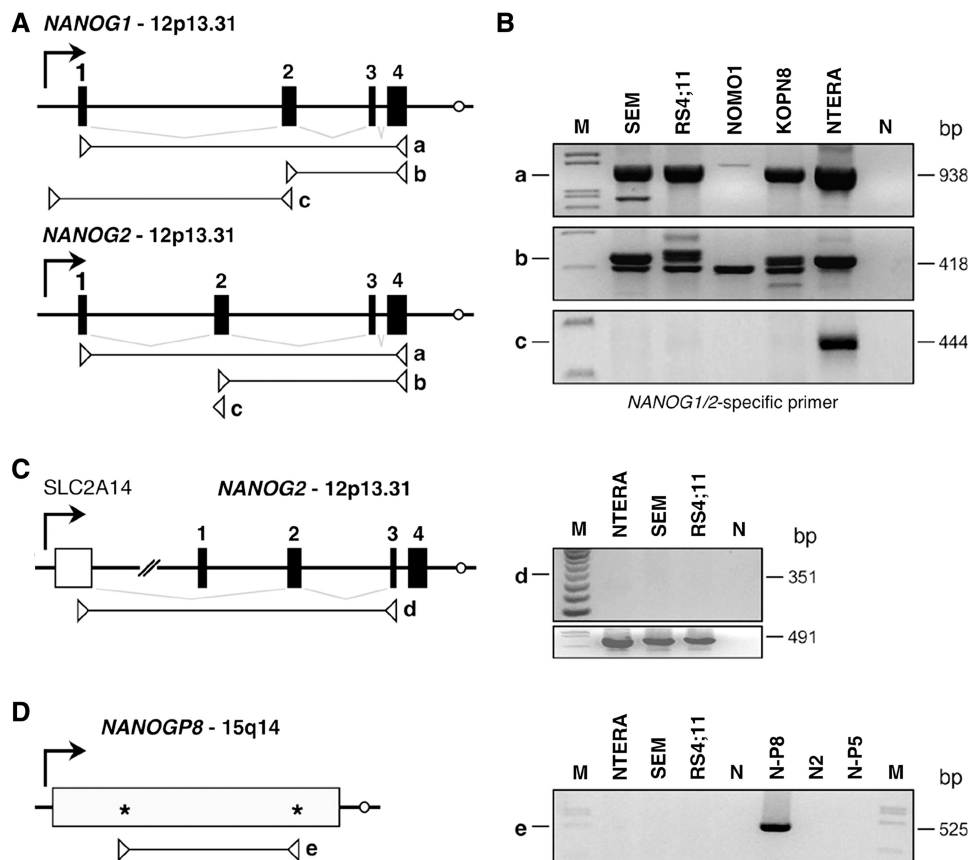 A
NANOG1 - 12p13.31
1 2 3 4
a
b
c
NANOG2 - 12p13.31
1 2 3 4
a
b
c
B
M SEM RS4;11 NOMO1 KOPN8 NTERA N bp
a 938
b 418
c 444
NANOG1/2-specific primer
C
SLC2A14 NANOG2 - 12p13.31
1 2 3 4
d
M NTERA SEM RS4;11 N bp
d 351
491
D
NANOGP8 - 15q14
* *
e
M NTERA SEM RS4;11 N N-P8 N2 N-P5 M bp
e 525